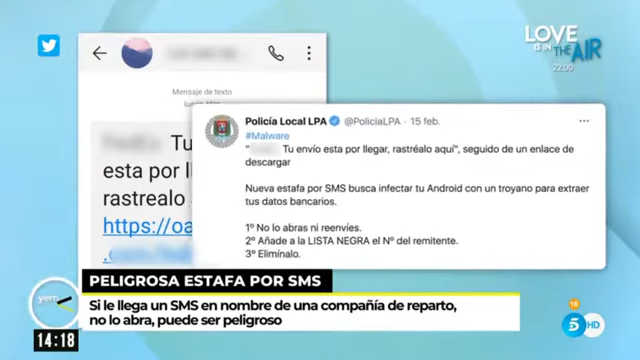 LOVE
IS IN THE AIR
22:00
Mensaje de texto
Tu
esta por ll
rastrealo
https://oa
Policía Local LPA @PoliciaLPA · 15 feb.
#Malware
" Tu envío esta por llegar, rastréalo aquí", seguido de un enlace de
descargar
Nueva estafa por SMS busca infectar tu Android con un troyano para extraer
tus datos bancarios.
1º No lo abras ni reenvíes.
2º Añade a la LISTA NEGRA el Nº del remitente.
3º Elimínalo.
PELIGROSA ESTAFA POR SMS
yem
Si le llega un SMS en nombre de una compañía de reparto,
no lo abra, puede ser peligroso
14:18
16
5 HD